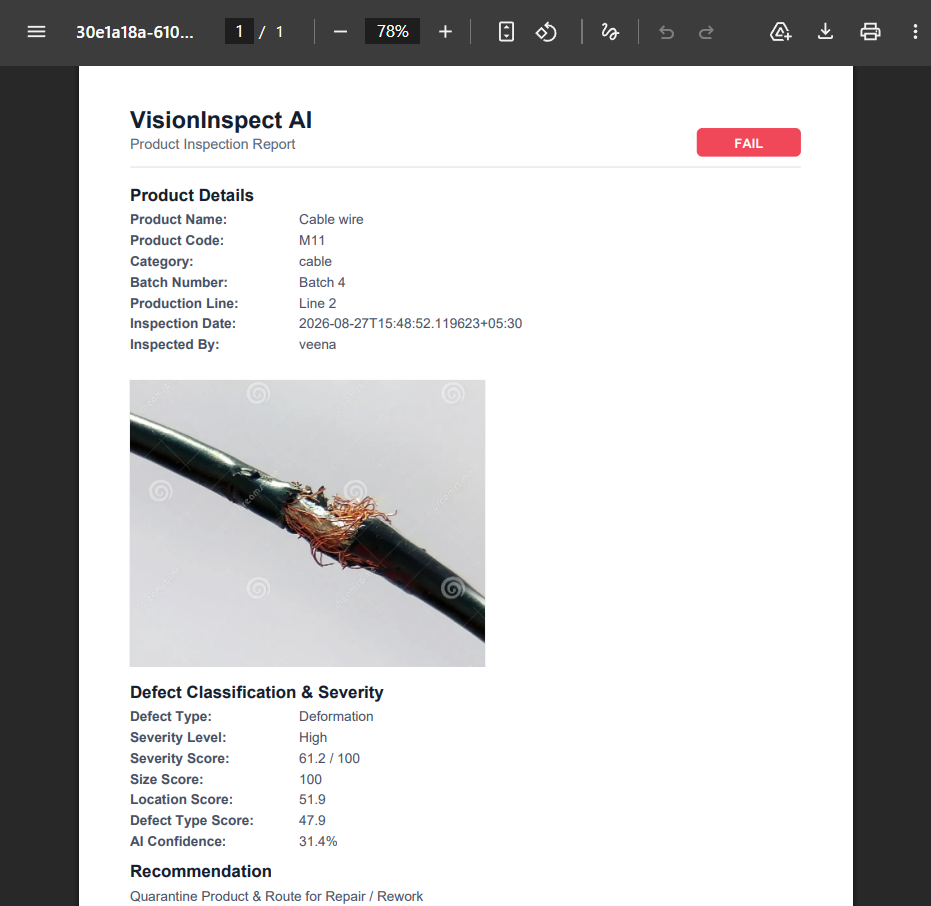 30e1a18a-610...
1 / 1
78%
VisionInspect AI
Product Inspection Report
FAIL
Product Details
Product Name: Cable wire
Product Code: M11
Category: cable
Batch Number: Batch 4
Production Line: Line 2
Inspection Date: 2026-08-27T15:48:52.119623+05:30
Inspected By: veena
Defect Classification & Severity
Defect Type: Deformation
Severity Level: High
Severity Score: 61.2 / 100
Size Score: 100
Location Score: 51.9
Defect Type Score: 47.9
AI Confidence: 31.4%
Recommendation
Quarantine Product & Route for Repair / Rework